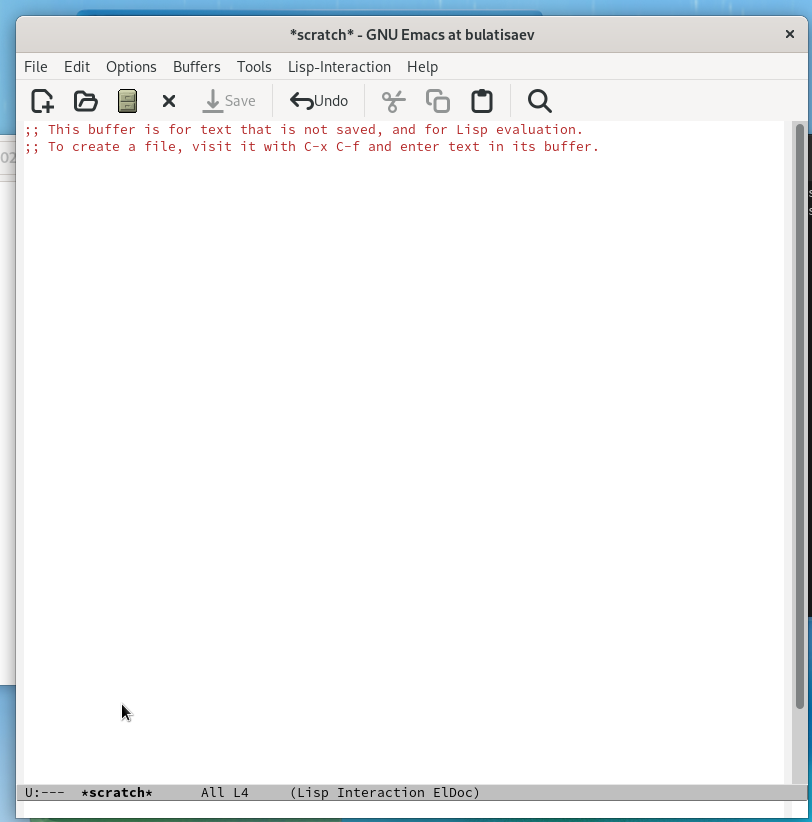 *scratch* - GNU Emacs at bulatisaev
File Edit Options Buffers Tools Lisp-Interaction Help
Save Undo
02
;; This buffer is for text that is not saved, and for Lisp evaluation.
;; To create a file, visit it with C-x C-f and enter text in its buffer.
U:--- *scratch* All L4 (Lisp Interaction ElDoc)